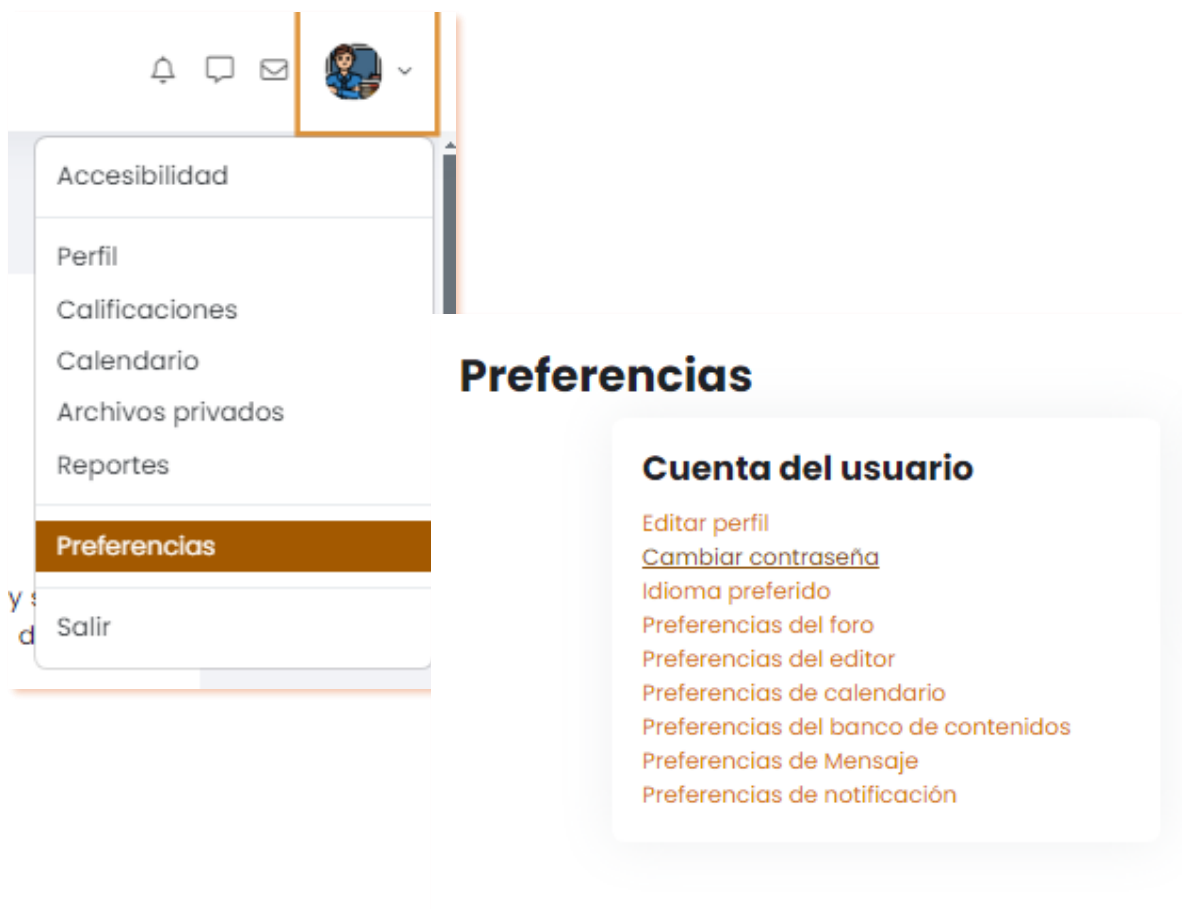 Accesibilidad
Perfil
Calificaciones
Calendario
Archivos privados
Reportes
Preferencias
y
d
Salir
Preferencias
Cuenta del usuario
Editar perfil
Cambiar contraseña
Idioma preferido
Preferencias del foro
Preferencias del editor
Preferencias de calendario
Preferencias del banco de contenidos
Preferencias de Mensaje
Preferencias de notificación